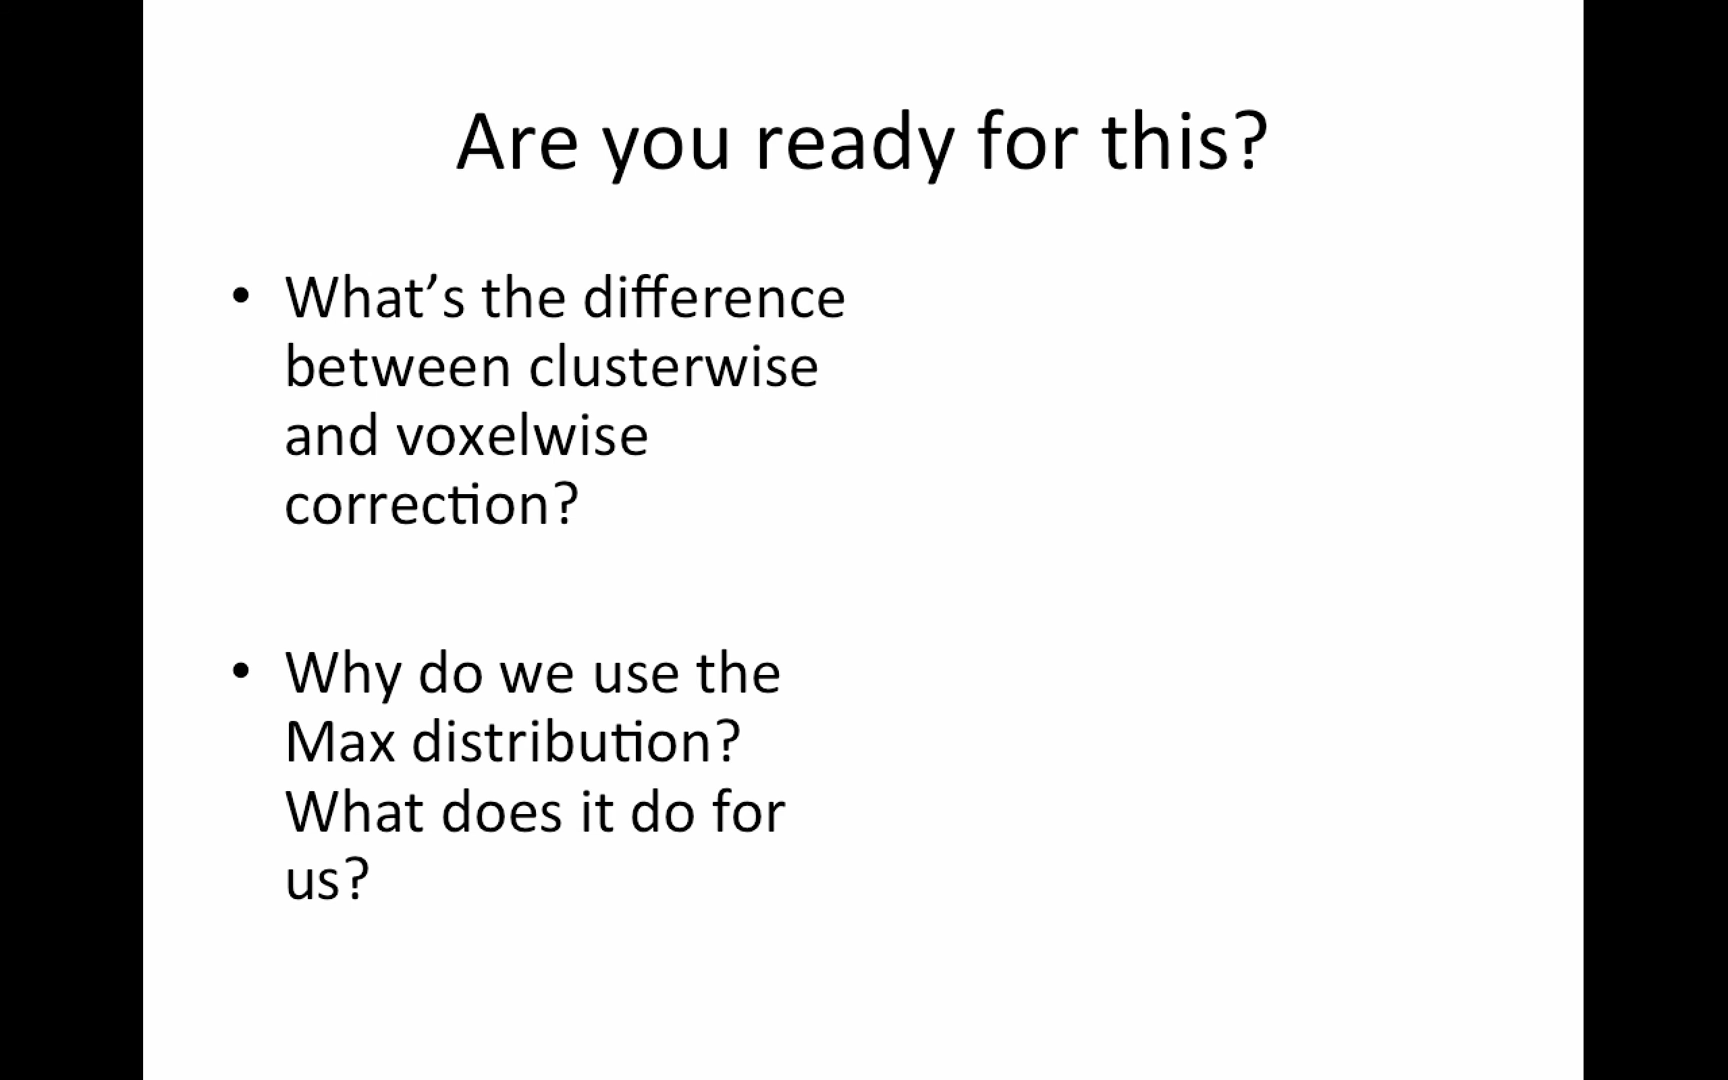 Are you ready for this?
• What’s the difference
between clusterwise
and voxelwise
correction?
• Why do we use the
Max distribution?
What does it do for
us?